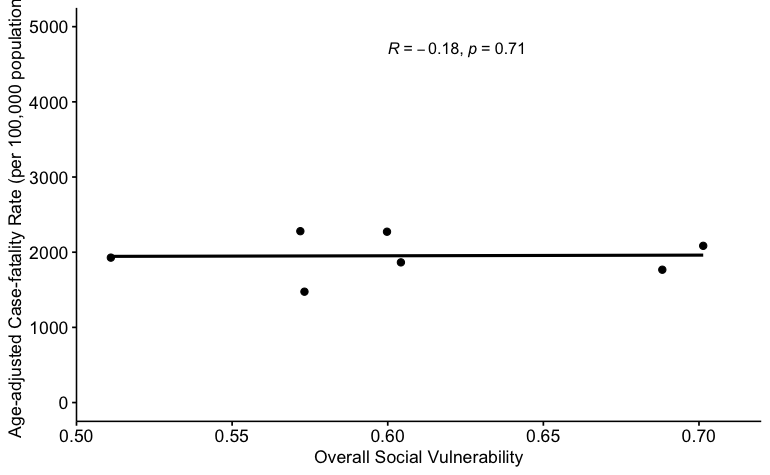 Age-adjusted Case-fatality Rate (per 100,000 population
5000
4000
3000
2000
1000
0
R = −0.18, p = 0.71
0.50 0.55 0.60 0.65 0.70
Overall Social Vulnerability